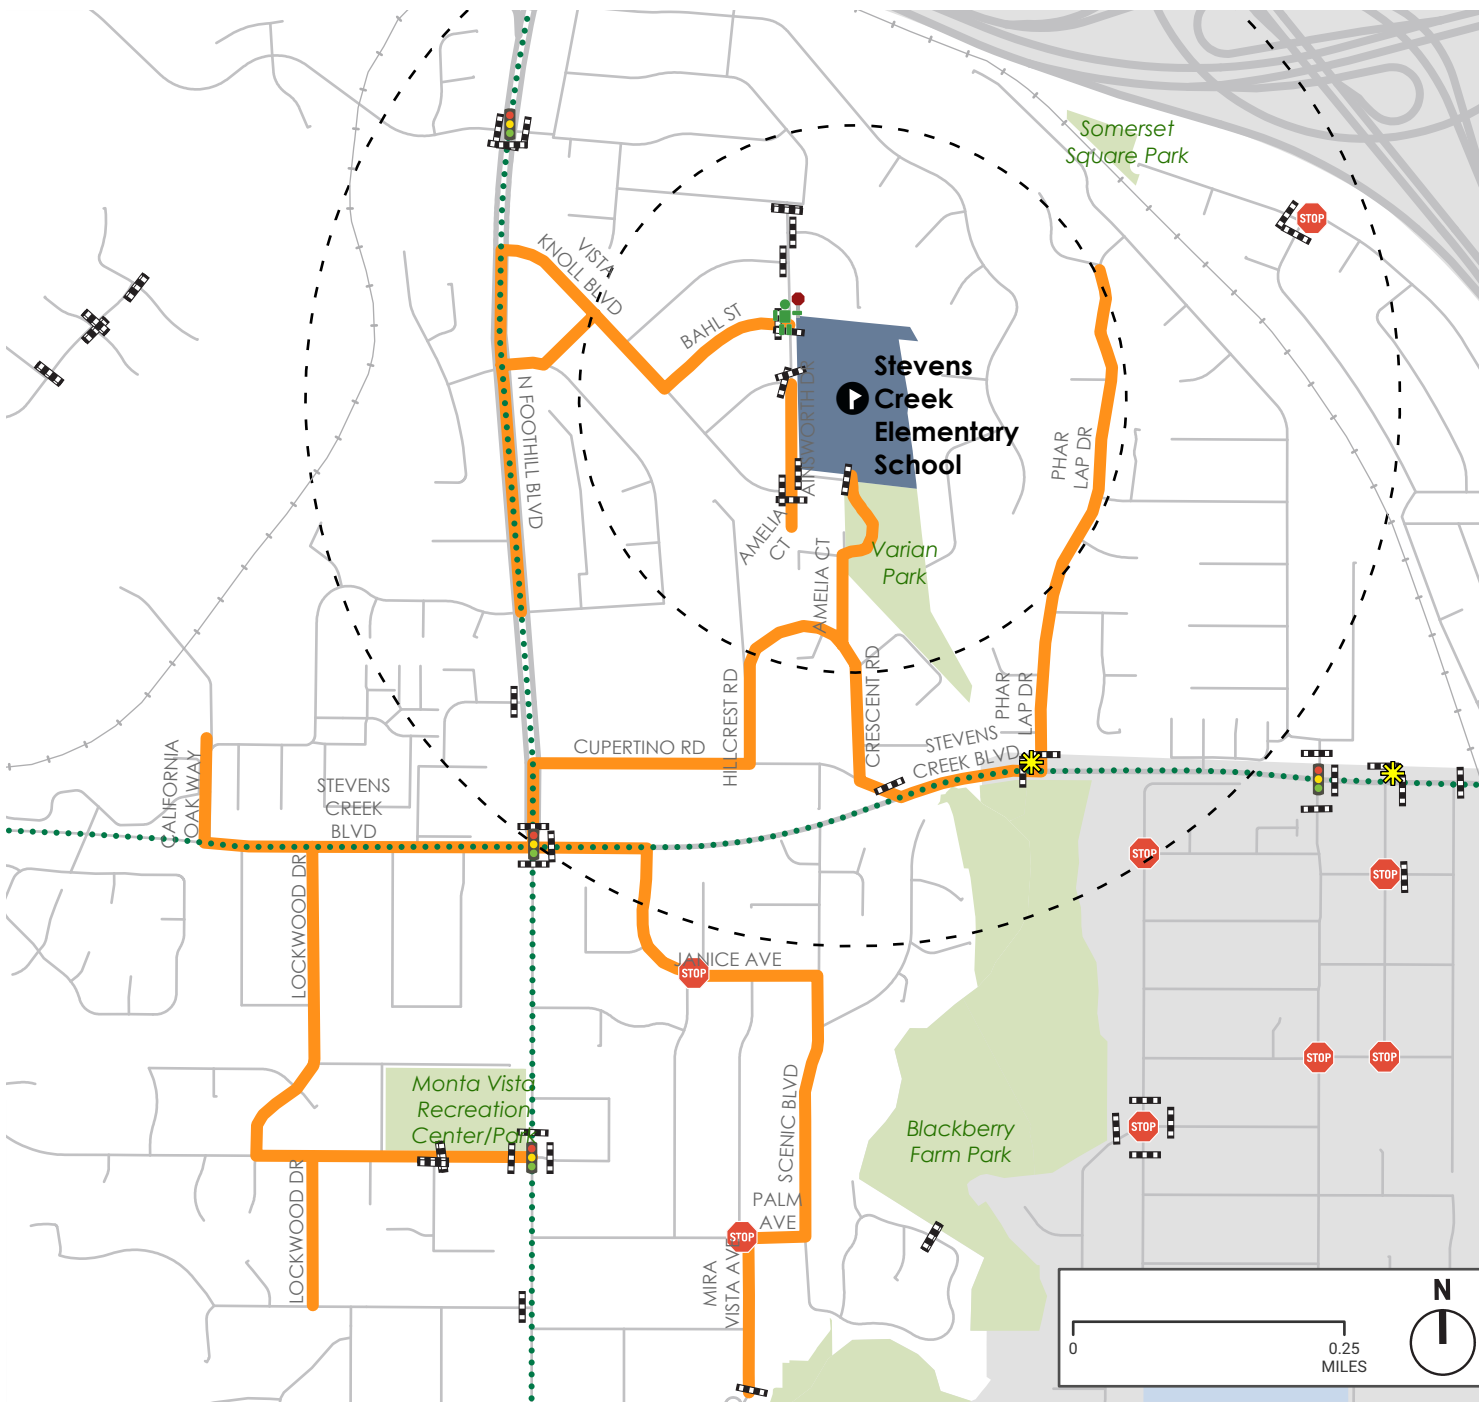 Somerset
Square Park
STOP
VISTA
KNOLL BLVD
BAHL ST
Stevens
Creek
Elementary
School
AINSWORTH DR
N FOOTHILL BLVD
PHAR
LAP DR
AMELIA
CT
AMELIA CT
Varian
Park
HILLCREST RD
CRESCENT RD
PHAR
LAP DR
STEVENS
CREEK BLVD
CUPERTINO RD
CALIFORNIA
OAK WAY
STEVENS
CREEK
BLVD
STOP
STOP
LOCKWOOD DR
JANICE AVE
STOP
STOP
STOP
Monta Vista
Recreation
Center/Park
SCENIC BLVD
Blackberry
Farm Park
STOP
LOCKWOOD DR
PALM
AVE
STOP
MIRA
VISTA AVE
N
0
0.25
MILES